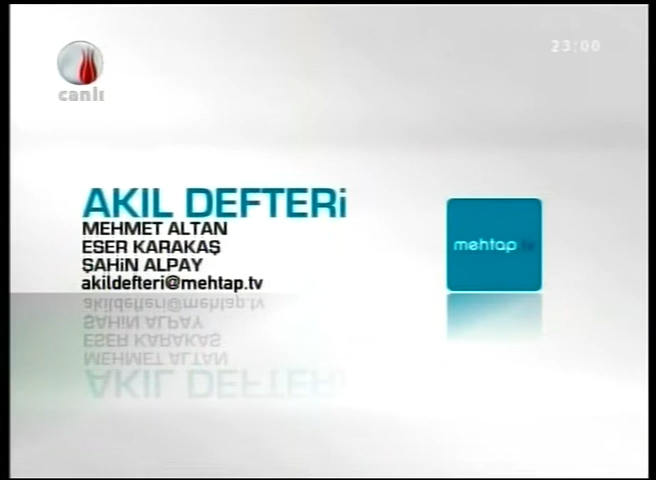 23:00
canlı
AKIL DEFTERi
MEHMET ALTAN
ESER KARAKAŞ
ŞAHiN ALPAY
akildefteri@mehtap.tv
mehtap tv